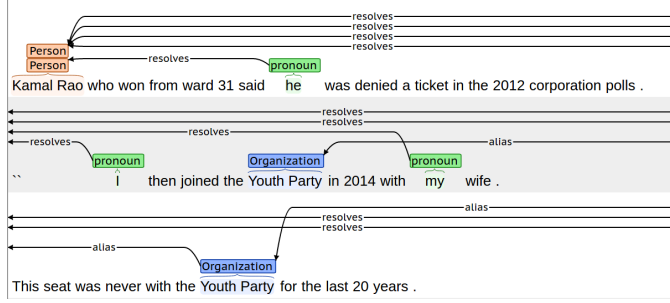 resolves
resolves
resolves
resolves
Person
Person resolves pronoun
Kamal Rao who won from ward 31 said he was denied a ticket in the 2012 corporation polls .
resolves
resolves
resolves
resolves alias
pronoun Organization pronoun
`` I then joined the Youth Party in 2014 with my wife .
alias
resolves
resolves
alias
Organization
This seat was never with the Youth Party for the last 20 years .